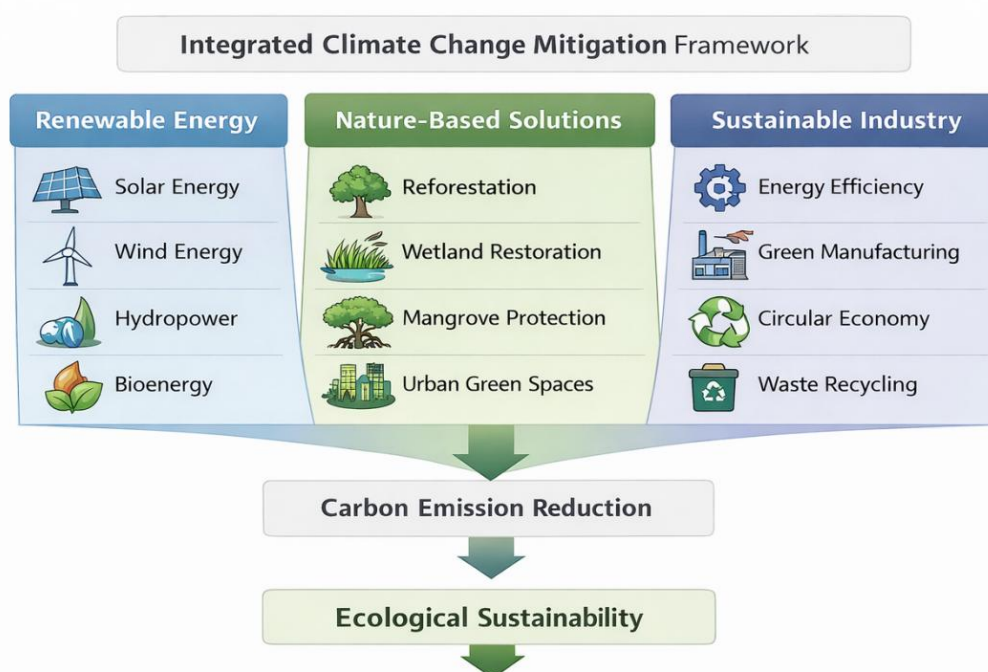 Integrated Climate Change Mitigation Framework
Renewable Energy
Solar Energy
Wind Energy
Hydropower
Bioenergy
Nature-Based Solutions
Reforestation
Wetland Restoration
Mangrove Protection
Urban Green Spaces
Sustainable Industry
Energy Efficiency
Green Manufacturing
Circular Economy
Waste Recycling
Carbon Emission Reduction
Ecological Sustainability